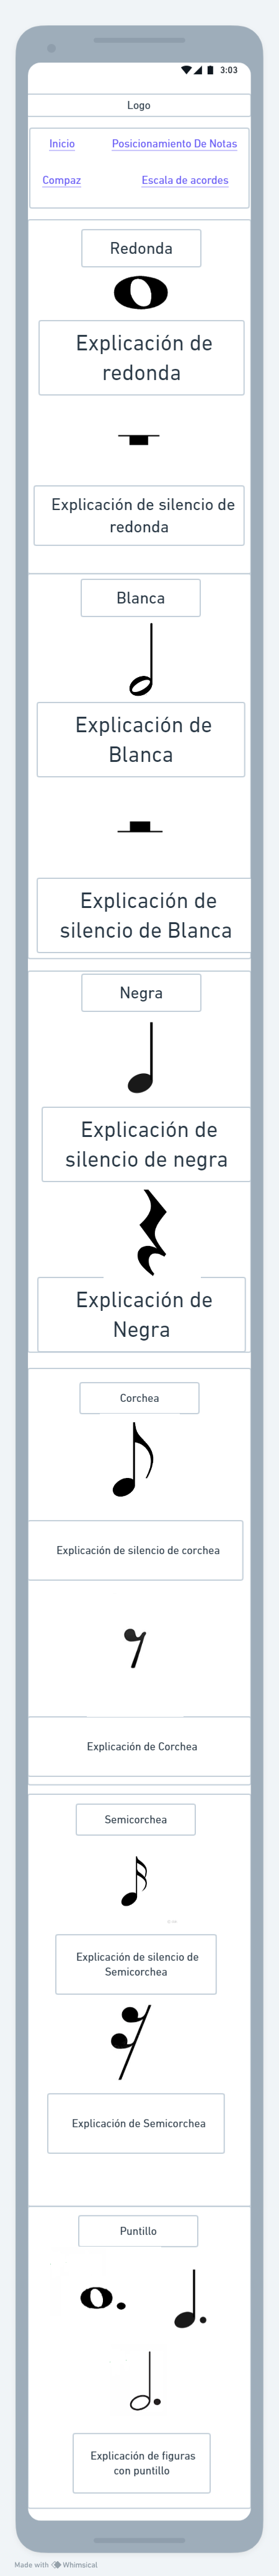 3:03
Logo
Inicio Posicionamiento De Notas
Compaz Escala de acordes
Redonda
Explicación de
redonda
Explicación de silencio de
redonda
Blanca
Explicación de
Blanca
Explicación de
silencio de Blanca
Negra
Explicación de
silencio de negra
Explicación de
Negra
Corchea
Explicación de silencio de corchea
Explicación de Corchea
Semicorchea
Explicación de silencio de
Semicorchea
Explicación de Semicorchea
Puntillo
Explicación de figuras
con puntillo
Made with Whimsical